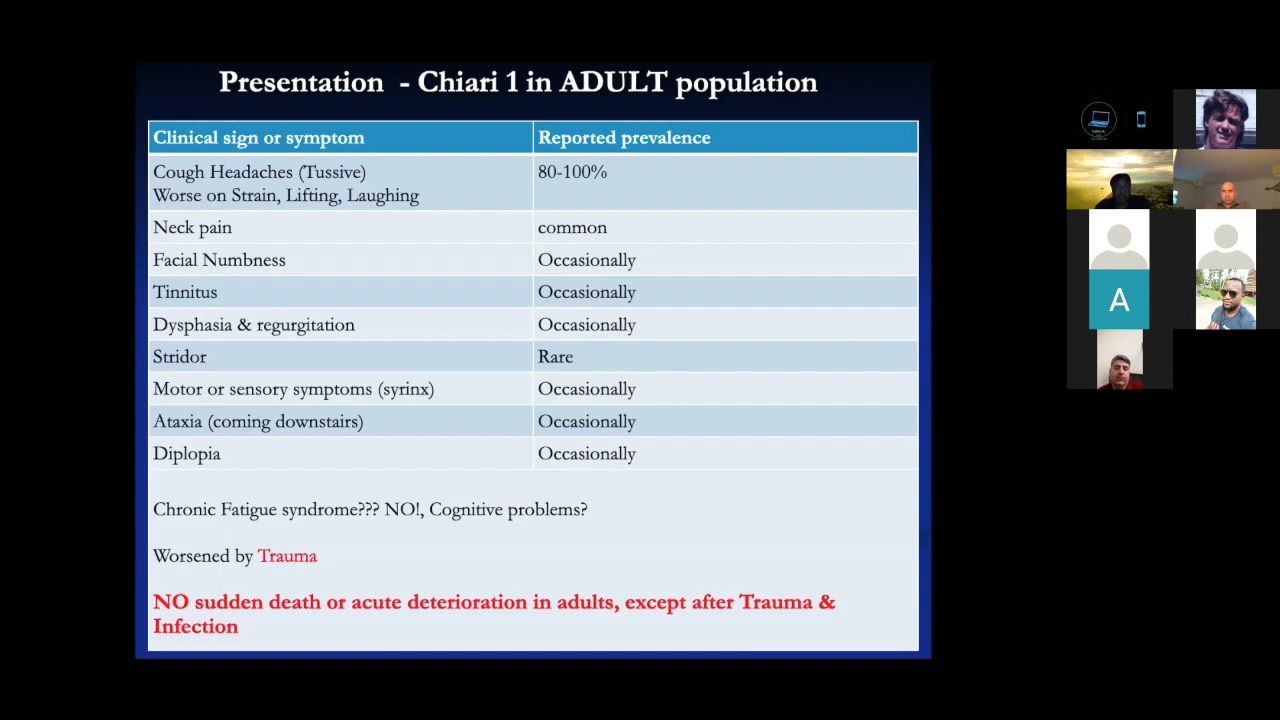 Presentation - Chiari 1 in ADULT population
Clinical sign or symptom Reported prevalence
Cough Headaches (Tussive) 80-100%
Worse on Strain, Lifting, Laughing
Neck pain common
Facial Numbness Occasionally
Tinnitus Occasionally
Dysphasia & regurgitation Occasionally
Stridor Rare
Motor or sensory symptoms (syrinx) Occasionally
Ataxia (coming downstairs) Occasionally
Diplopia Occasionally
Chronic Fatigue syndrome??? NO!, Cognitive problems?
Worsened by Trauma
NO sudden death or acute deterioration in adults, except after Trauma &
Infection
A